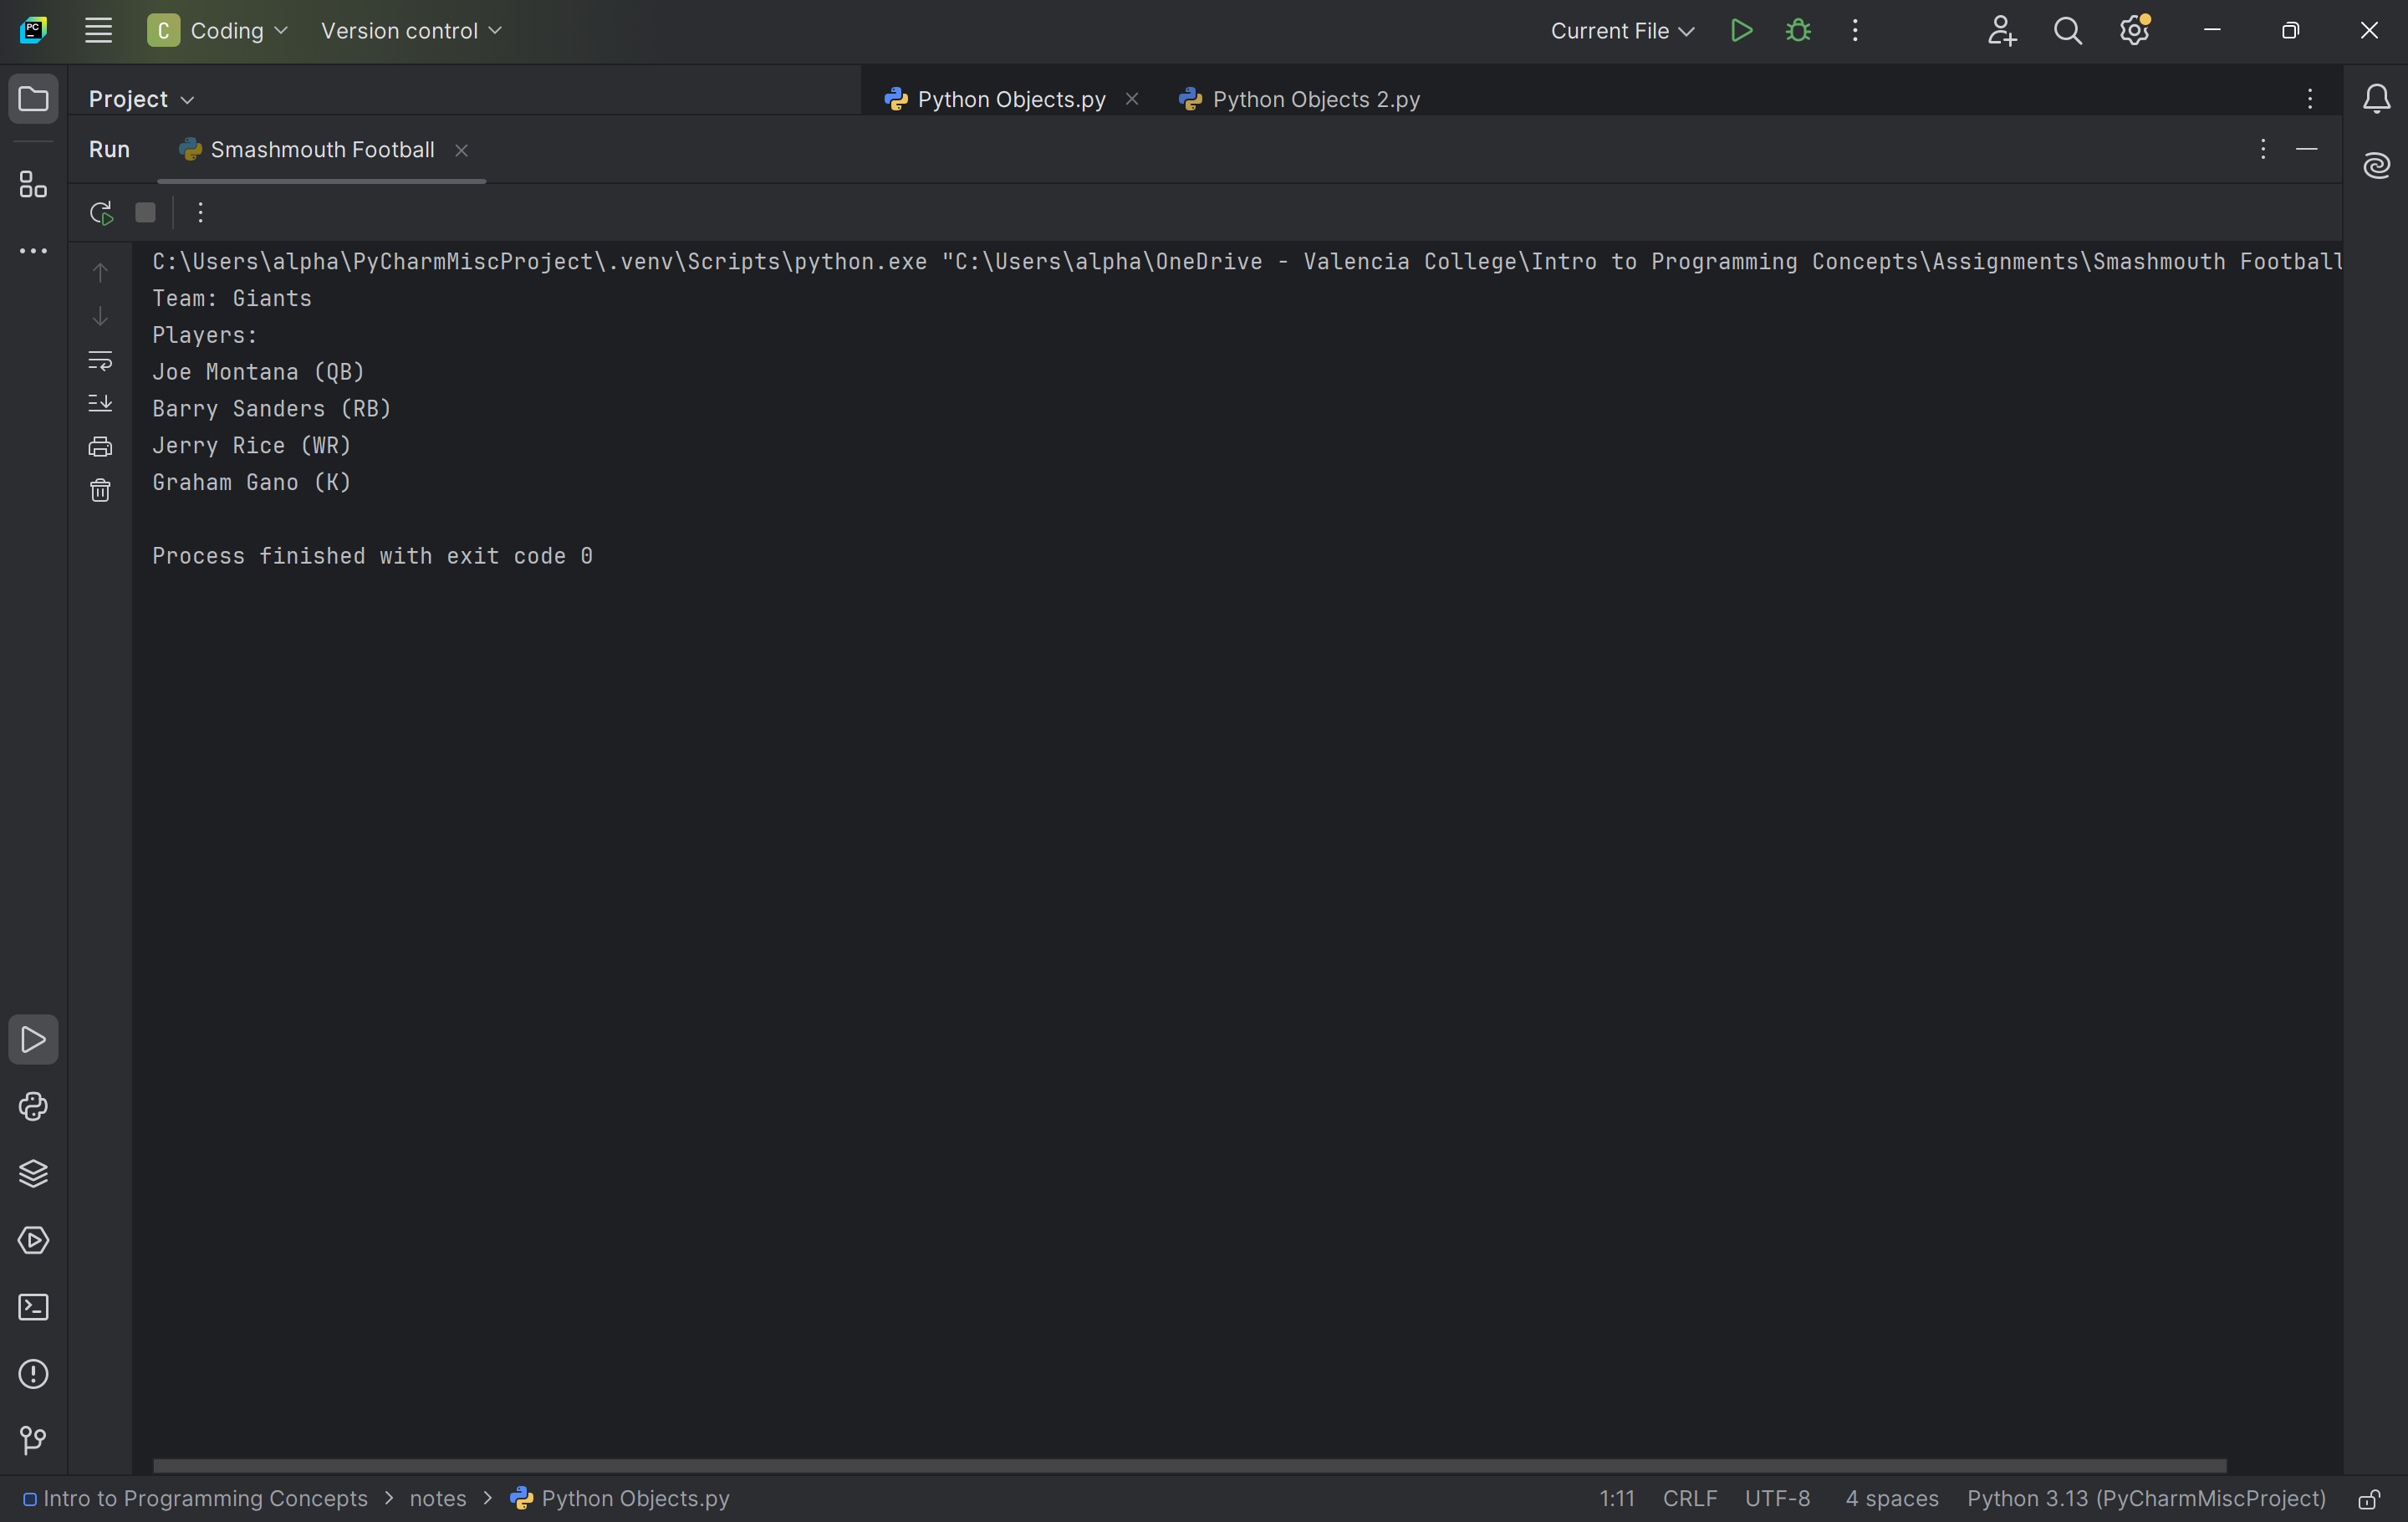 PC C Coding Version control Current File
Project Python Objects.py Python Objects 2.py
Run Smashmouth Football
C:\Users\alpha\PyCharmMiscProject\.venv\Scripts\python.exe "C:\Users\alpha\OneDrive - Valencia College\Intro to Programming Concepts\Assignments\Smashmouth Football
Team: Giants
Players:
Joe Montana (QB)
Barry Sanders (RB)
Jerry Rice (WR)
Graham Gano (K)
Process finished with exit code 0
Intro to Programming Concepts > notes > Python Objects.py 1:11 CRLF UTF-8 4 spaces Python 3.13 (PyCharmMiscProject)